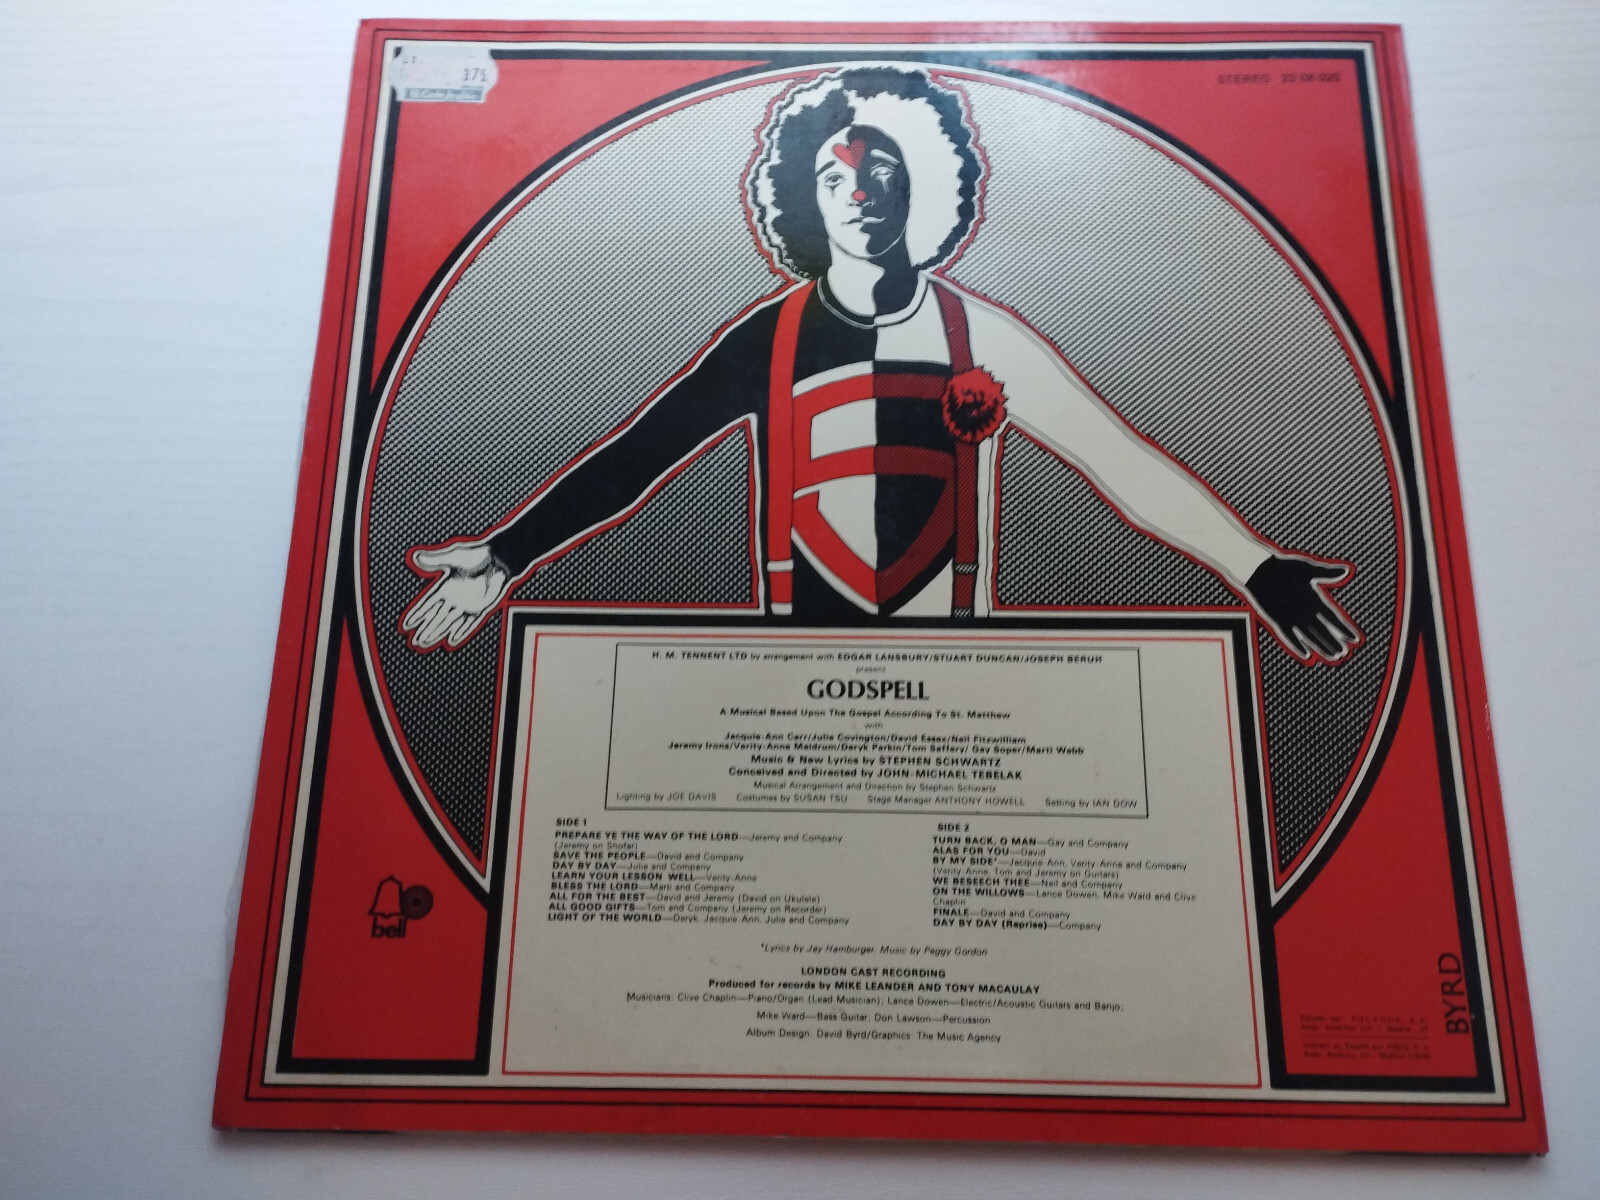 375
El Corte Inglés
STEREO 23 08 025
H. M. TENNENT LTD by arrangement with EDGAR LANSBURY/STUART DUNCAN/JOSEPH BERUH
present
GODSPELL
A Musical Based Upon The Gospel According To St. Matthew
with
Jacquie-Ann Carr/Julie Covington/David Essex/Neil Fitzwilliam
Jeremy Irons/Verity-Anne Meldrum/Deryk Parkin/Tom Saffery/ Gay Soper/Marti Webb
Music & New Lyrics by STEPHEN SCHWARTZ
Conceived and Directed by JOHN-MICHAEL TEBELAK
Musical Arrangement and Direction by Stephen Schwartz
Lighting by JOE DAVIS Costumes by SUSAN TSU Stage Manager ANTHONY HOWELL Setting by IAN DOW
SIDE 1
PREPARE YE THE WAY OF THE LORD—Jeremy and Company
(Jeremy on Shofar)
SAVE THE PEOPLE—David and Company
DAY BY DAY—Julie and Company
LEARN YOUR LESSON WELL—Verity-Anne
BLESS THE LORD—Marti and Company
ALL FOR THE BEST—David and Jeremy (David on Ukulele)
ALL GOOD GIFTS—Tom and Company (Jeremy on Recorder)
LIGHT OF THE WORLD—Deryk, Jacquie-Ann, Julie and Company
SIDE 2
TURN BACK, O MAN—Gay and Company
ALAS FOR YOU—David
BY MY SIDE*—Jacquie-Ann, Verity-Anne and Company
(Verity-Anne, Tom and Jeremy on Guitars)
WE BESEECH THEE—Neil and Company
ON THE WILLOWS—Lance Dowen, Mike Ward and Clive
Chaplin
FINALE—David and Company
DAY BY DAY (Reprise)—Company
*Lyrics by Jay Hamburger, Music by Peggy Gordon
LONDON CAST RECORDING
Produced for records by MIKE LEANDER AND TONY MACAULAY
Musicians: Clive Chaplin—Piano/Organ (Lead Musician); Lance Dowen—Electric/Acoustic Guitars and Banjo;
Mike Ward—Bass Guitar; Don Lawson—Percussion
Album Design: David Byrd/Graphics: The Music Agency
bell
BYRD
Editado por POLYDOR, S. A.